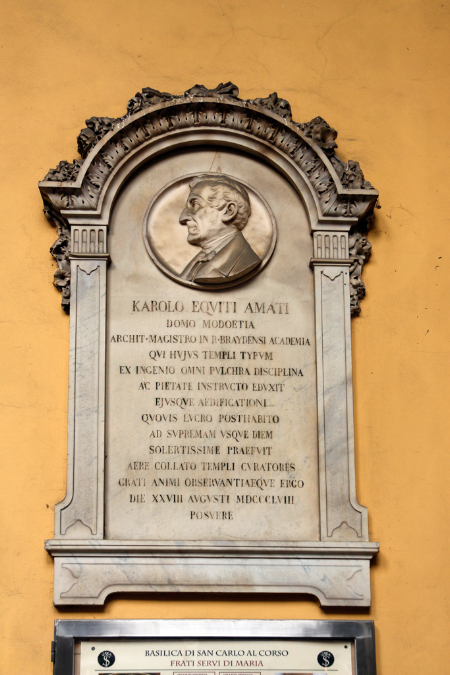 KAROLO EQVITI AMATI
DOMO MODOETIA
ARCHIT·MAGISTRO IN R·BRAYDENSI ACADEMIA
QVI HVJVS TEMPLI TYPVM
EX INGENIO OMNI PVLCHRA DISCIPLINA
AC PIETATE INSTRVCTO EDVXIT
EJVSQVE AEDIFICATIONI
QVOVIS LVCRO POSTHABITO
AD SVPREMAM VSQVE DIEM
SOLERTISSIME PRAEFVIT
AERE COLLATO TEMPLI CVRATORES
GRATI ANIMI OBSERVANTIAEQVE ERGO
DIE XXVIII AVGVSTI MDCCCLVIII
POSVERE
BASILICA DI SAN CARLO AL CORSO
FRATI SERVI DI MARIA